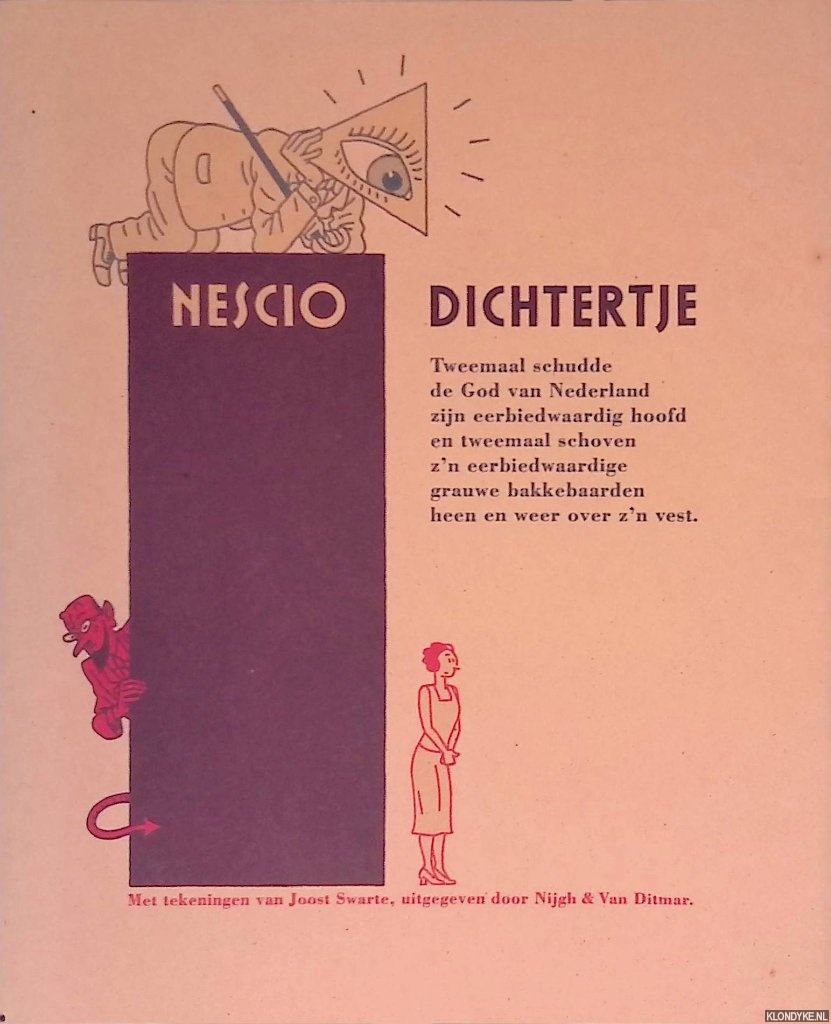 NESCIO
DICHTERTJE
Tweemaal schudde
de God van Nederland
zijn eerbiedwaardig hoofd
en tweemaal schoven
z'n eerbiedwaardige
grauwe bakkebaarden
heen en weer over z'n vest.
Met tekeningen van Joost Swarte, uitgegeven door Nijgh & Van Ditmar.
KLONDYKE.NL